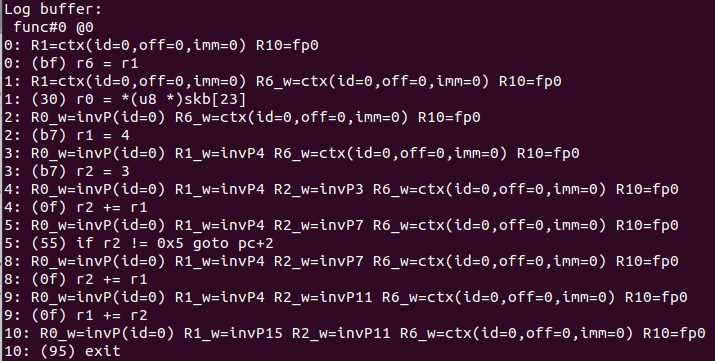 Log buffer:
func#0 @0
0: R1=ctx(id=0,off=0,imm=0) R10=fp0
0: (bf) r6 = r1
1: R1=ctx(id=0,off=0,imm=0) R6_w=ctx(id=0,off=0,imm=0) R10=fp0
1: (30) r0 = *(u8 *)skb[23]
2: R0_w=invP(id=0) R6_w=ctx(id=0,off=0,imm=0) R10=fp0
2: (b7) r1 = 4
3: R0_w=invP(id=0) R1_w=invP4 R6_w=ctx(id=0,off=0,imm=0) R10=fp0
3: (b7) r2 = 3
4: R0_w=invP(id=0) R1_w=invP4 R2_w=invP3 R6_w=ctx(id=0,off=0,imm=0) R10=fp0
4: (0f) r2 += r1
5: R0_w=invP(id=0) R1_w=invP4 R2_w=invP7 R6_w=ctx(id=0,off=0,imm=0) R10=fp0
5: (55) if r2 != 0x5 goto pc+2
8: R0_w=invP(id=0) R1_w=invP4 R2_w=invP7 R6_w=ctx(id=0,off=0,imm=0) R10=fp0
8: (0f) r2 += r1
9: R0_w=invP(id=0) R1_w=invP4 R2_w=invP11 R6_w=ctx(id=0,off=0,imm=0) R10=fp0
9: (0f) r1 += r2
10: R0_w=invP(id=0) R1_w=invP15 R2_w=invP11 R6_w=ctx(id=0,off=0,imm=0) R10=fp0
10: (95) exit